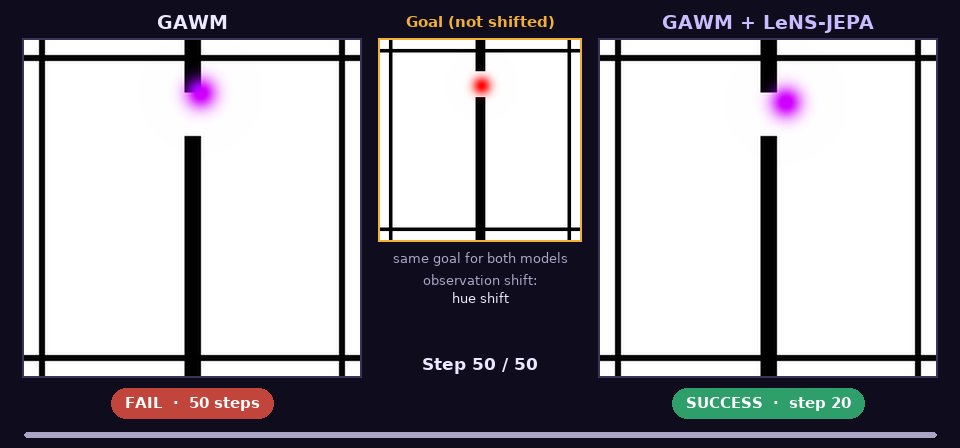 GAWM
Goal (not shifted)
GAWM + LeNS-JEPA
same goal for both models
observation shift:
hue shift
Step 50 / 50
FAIL · 50 steps
SUCCESS · step 20